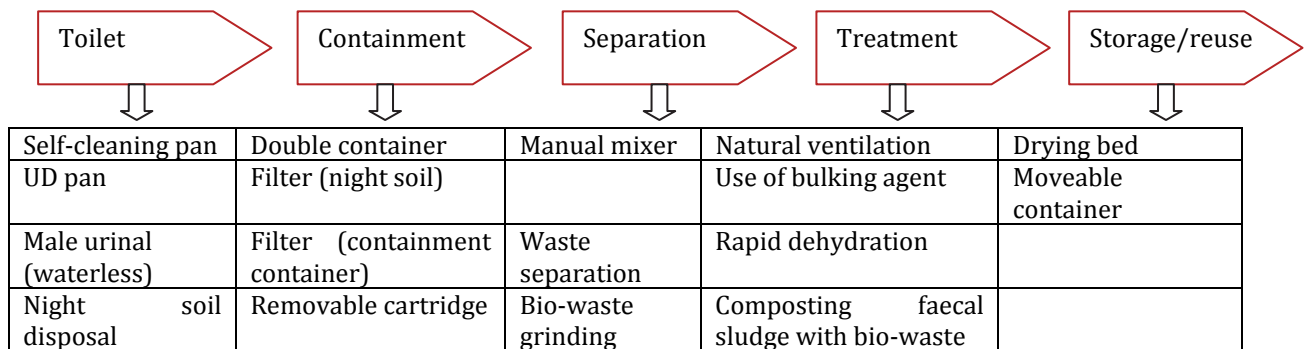 Toilet
Containment
Separation
Treatment
Storage/reuse
Self-cleaning pan
Double container
Manual mixer
Natural ventilation
Drying bed
UD pan
Filter (night soil)
Use of bulking agent
Moveable
container
Male urinal
(waterless)
Filter (containment
container)
Waste
separation
Rapid dehydration
Night soil
disposal
Removable cartridge
Bio-waste
grinding
Composting faecal
sludge with bio-waste